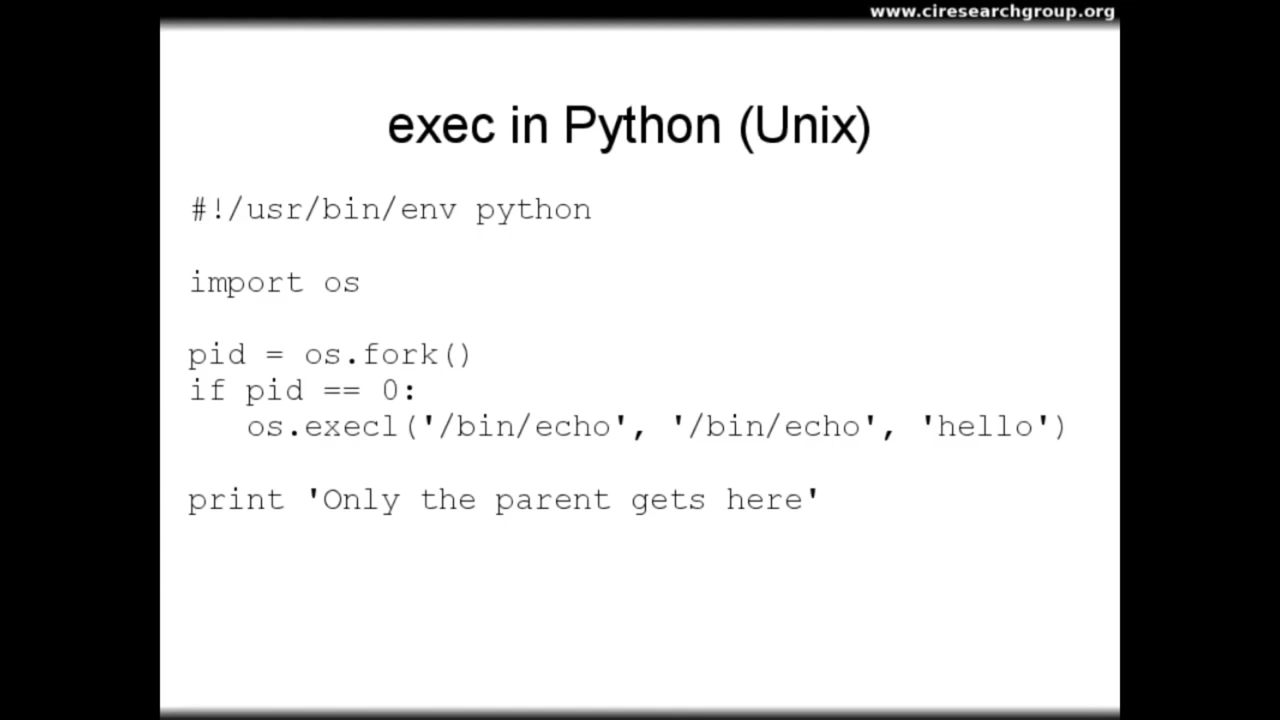 www.ciresearchgroup.org
exec in Python (Unix)
#!/usr/bin/env python
import os
pid = os.fork()
if pid == 0:
   os.execl('/bin/echo', '/bin/echo', 'hello')
print 'Only the parent gets here'